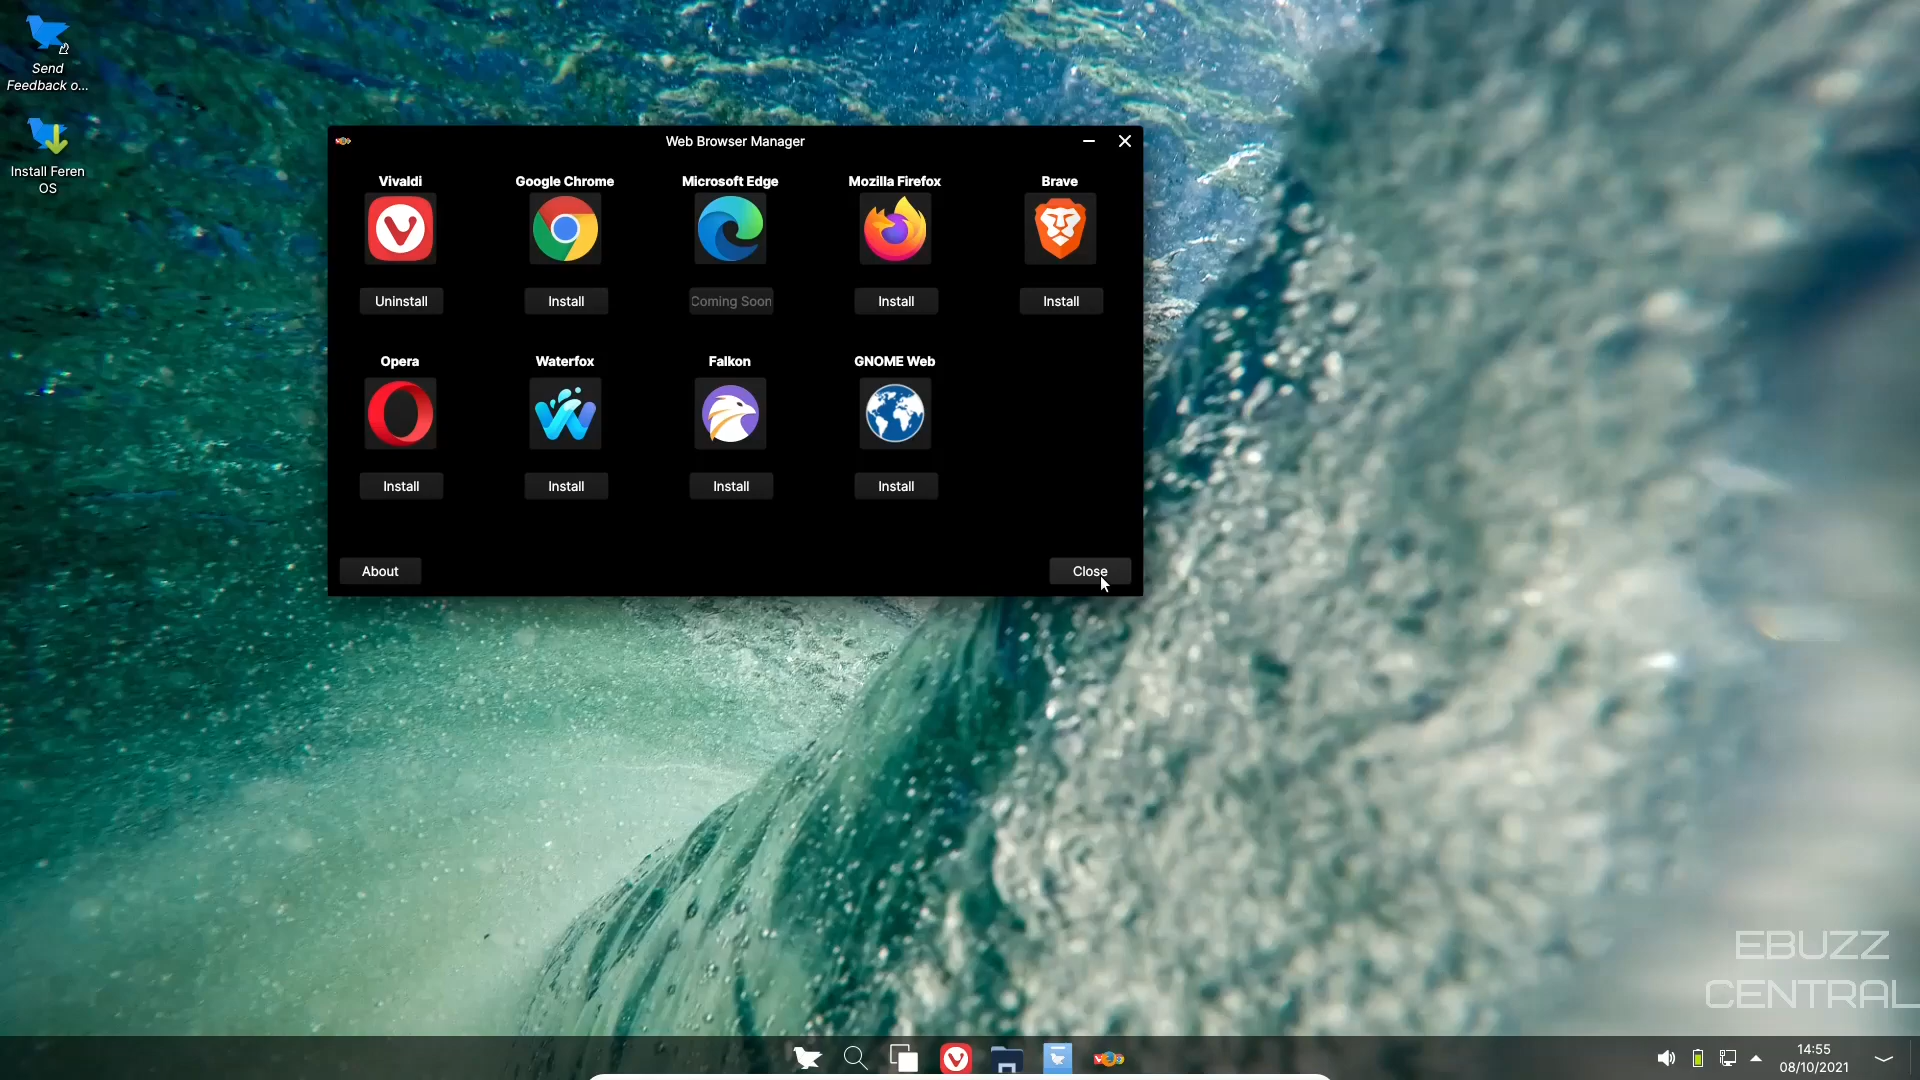 Send
Feedback o...
Install Feren
OS
Web Browser Manager
Vivaldi
Google Chrome
Microsoft Edge
Mozilla Firefox
Brave
Uninstall
Install
Coming Soon
Install
Install
Opera
Waterfox
Falkon
GNOME Web
Install
Install
Install
Install
About
Close
EBUZZ
CENTRAL
14:55
08/10/2021